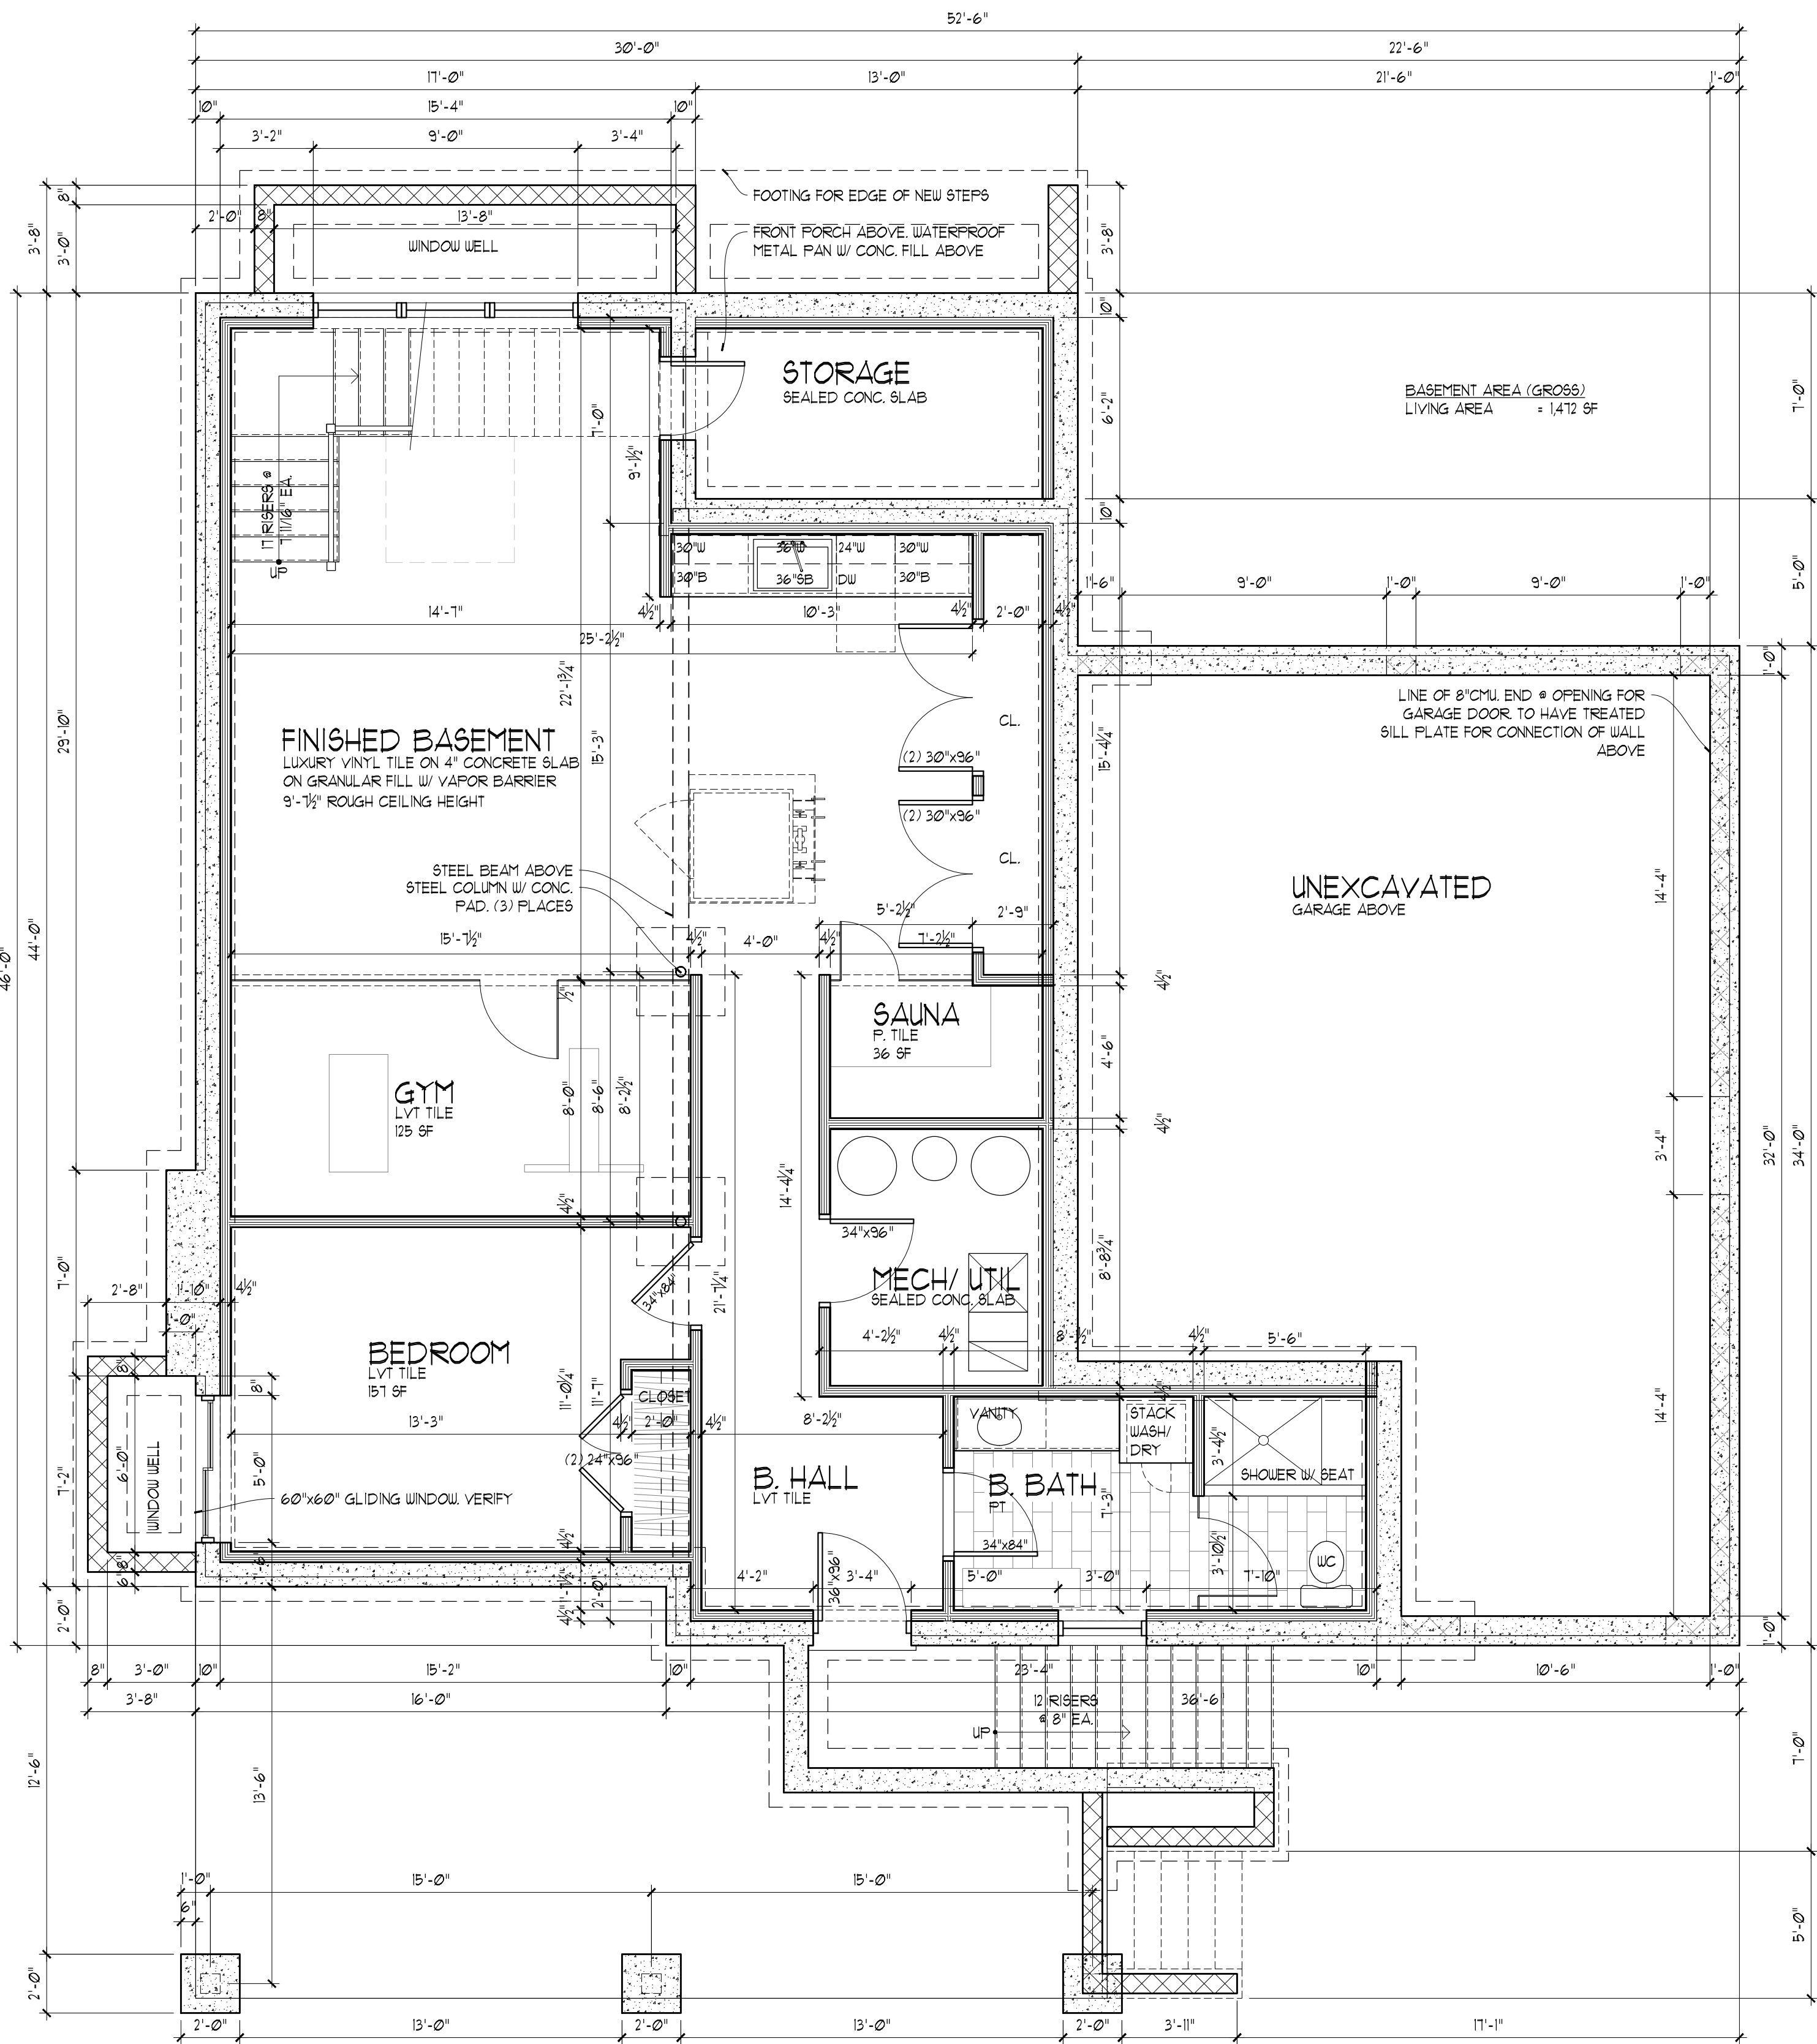 52'-6"
30'-0" 22'-6"
17'-0" 13'-0" 21'-6" 1'-0"
10" 15'-4" 10"
3'-2" 9'-0" 3'-4"
8"
3'-8" 3'-0"
2'-0" 8" 13'-8"
WINDOW WELL
FOOTING FOR EDGE OF NEW STEPS
FRONT PORCH ABOVE. WATERPROOF
METAL PAN W/ CONC. FILL ABOVE
3'-8"
10"
STORAGE
SEALED CONC. SLAB
BASEMENT AREA (GROSS)
LIVING AREA = 1,472 SF
7'-0"
6'-2"
7'-0"
9'-1½"
17 RISERS @
7 11/16" EA.
UP
10"
30"W 36"W 24"W 30"W
30"B 36"SB DW 30"B
5'-0"
1'-6" 9'-0" 1'-0" 9'-0" 1'-0"
14'-7" 4½" 10'-3" 4½" 2'-0" 4½"
25'-2½"
22'-1¾"
1'-0"
LINE OF 8"CMU. END @ OPENING FOR
GARAGE DOOR. TO HAVE TREATED
SILL PLATE FOR CONNECTION OF WALL
ABOVE
29'-10"
FINISHED BASEMENT
LUXURY VINYL TILE ON 4" CONCRETE SLAB
ON GRANULAR FILL W/ VAPOR BARRIER
9'-7½" ROUGH CEILING HEIGHT
15'-3"
CL.
(2) 30"x96"
15'-4¼"
(2) 30"x96"
CL.
STEEL BEAM ABOVE
STEEL COLUMN W/ CONC.
PAD. (3) PLACES
UNEXCAVATED
GARAGE ABOVE
14'-4"
46'-0"
44'-0"
5'-2½" 2'-9"
15'-7½" 4½" 4'-0" 4½" 7'-2½"
½"
4½"
SAUNA
P. TILE
36 SF
4'-6"
GYM
LVT TILE
125 SF
8'-0" 8'-6" 8'-2½"
4½"
3'-4"
32'-0" 34'-0"
14'-4¼"
4½"
34"x96"
7'-0"
2'-8" 1'-10" 4½"
1'-0"
34"x84"
21'-7¼"
MECH/ UTIL
SEALED CONC. SLAB
8'-8¾"
4'-2½" 4½" 8'-½" 4½" 5'-6"
BEDROOM
LVT TILE
157 SF
8" 8"
11'-0¼" 11'-7"
CLOSET
4½"
13'-3" 4½" 2'-0" 4½" 8'-2½"
VANITY
STACK
WASH/
DRY
3'-4½"
14'-4"
(2) 24"x96"
7'-2"
6'-0"
WINDOW WELL
5'-0"
60"x60" GLIDING WINDOW. VERIFY
B. HALL
LVT TILE
B. BATH
PT
7'-3"
SHOWER W/ SEAT
34"x84"
3'-10½"
WC
4½"
6" 8"
2'-0"
4½"
2'-0"
4'-2" 3'-4" 36"x96" 5'-0" 3'-0" 7'-10"
1'-0"
8" 3'-0" 10" 15'-2" 10" 23'-4" 10" 10'-6" 1'-0"
3'-8" 16'-0" 36'-6"
12 RISERS
@ 8" EA.
UP
12'-6"
13'-6"
7'-0"
1'-0" 15'-0" 15'-0"
6"
5'-0"
2'-0"
2'-0" 13'-0" 2'-0" 13'-0" 2'-0" 3'-11" 17'-1"